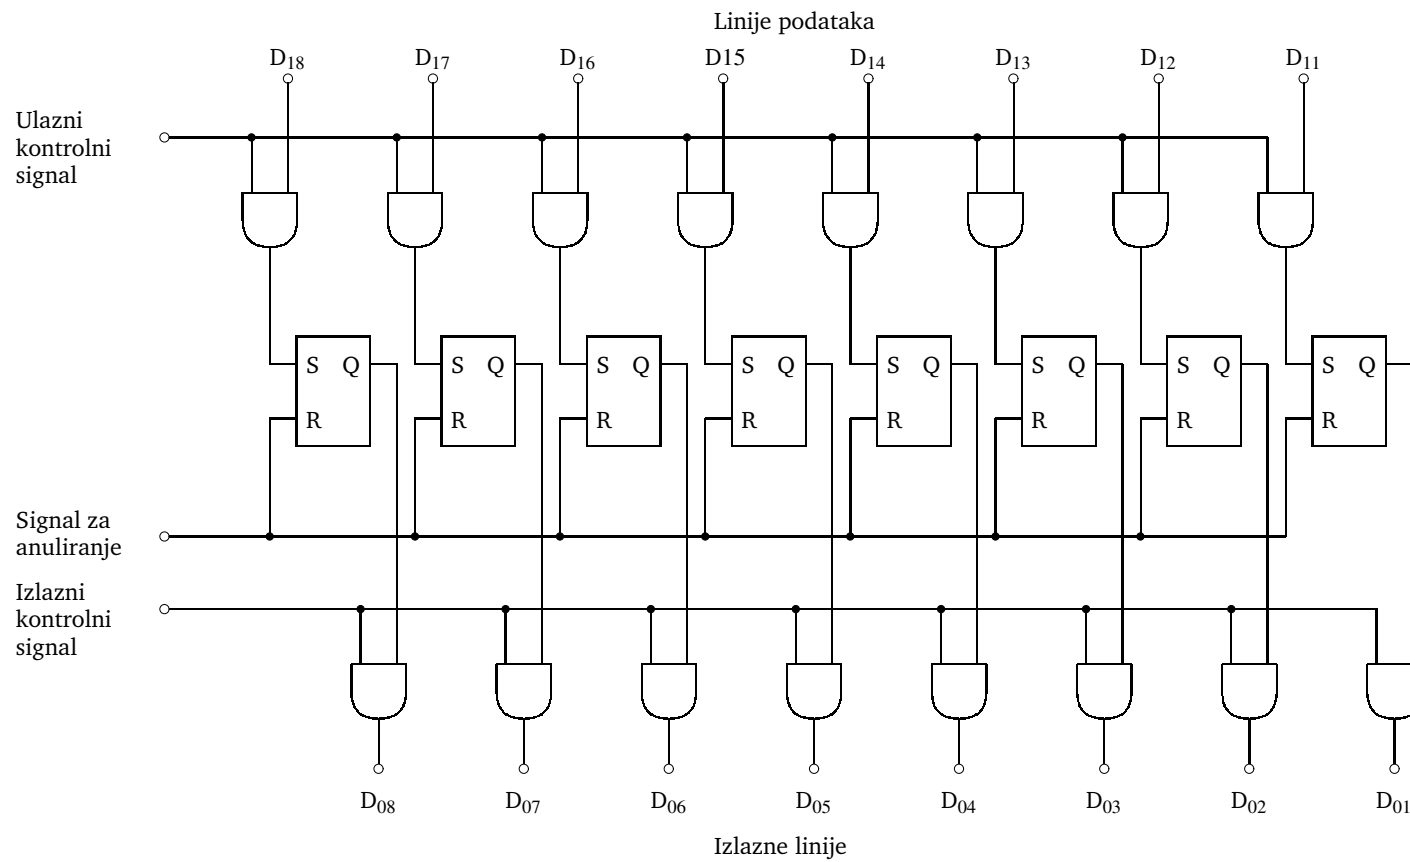 Linije podataka
D18 D17 D16 D15 D14 D13 D12 D11
Ulazni
kontrolni
signal
S Q S Q S Q S Q S Q S Q S Q S Q
R R R R R R R R
Signal za
anuliranje
Izlazni
kontrolni
signal
D08 D07 D06 D05 D04 D03 D02 D01
Izlazne linije